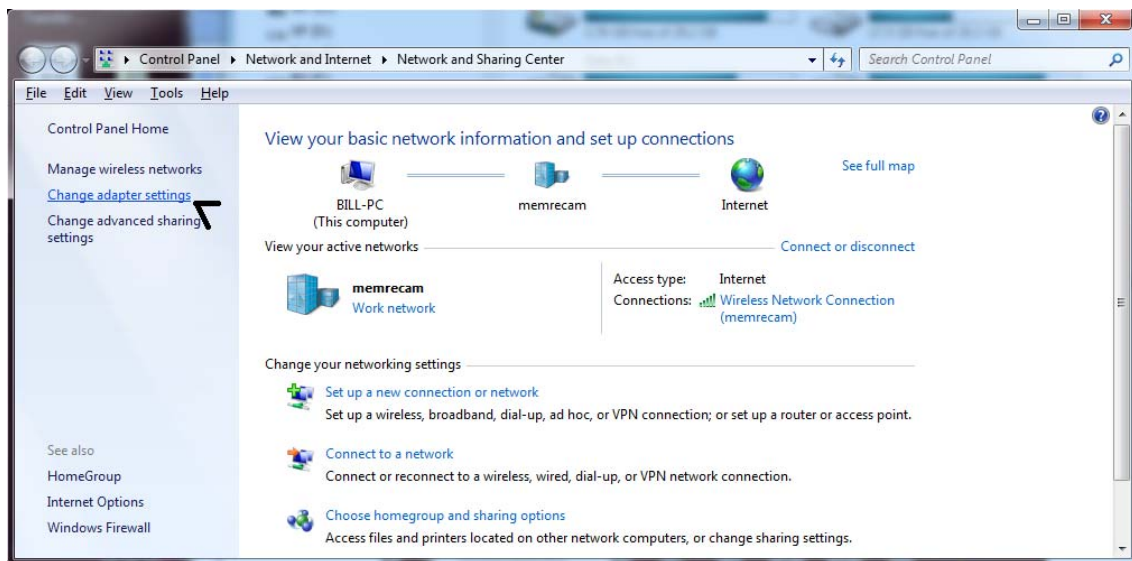 Control Panel ▸ Network and Internet ▸ Network and Sharing Center
Search Control Panel
File Edit View Tools Help
Control Panel Home
Manage wireless networks
Change adapter settings
Change advanced sharing
settings
See also
HomeGroup
Internet Options
Windows Firewall
View your basic network information and set up connections
See full map
BILL-PC
(This computer)
memrecam
Internet
View your active networks
Connect or disconnect
memrecam
Work network
Access type: Internet
Connections: Wireless Network Connection
(memrecam)
Change your networking settings
Set up a new connection or network
Set up a wireless, broadband, dial-up, ad hoc, or VPN connection; or set up a router or access point.
Connect to a network
Connect or reconnect to a wireless, wired, dial-up, or VPN network connection.
Choose homegroup and sharing options
Access files and printers located on other network computers, or change sharing settings.